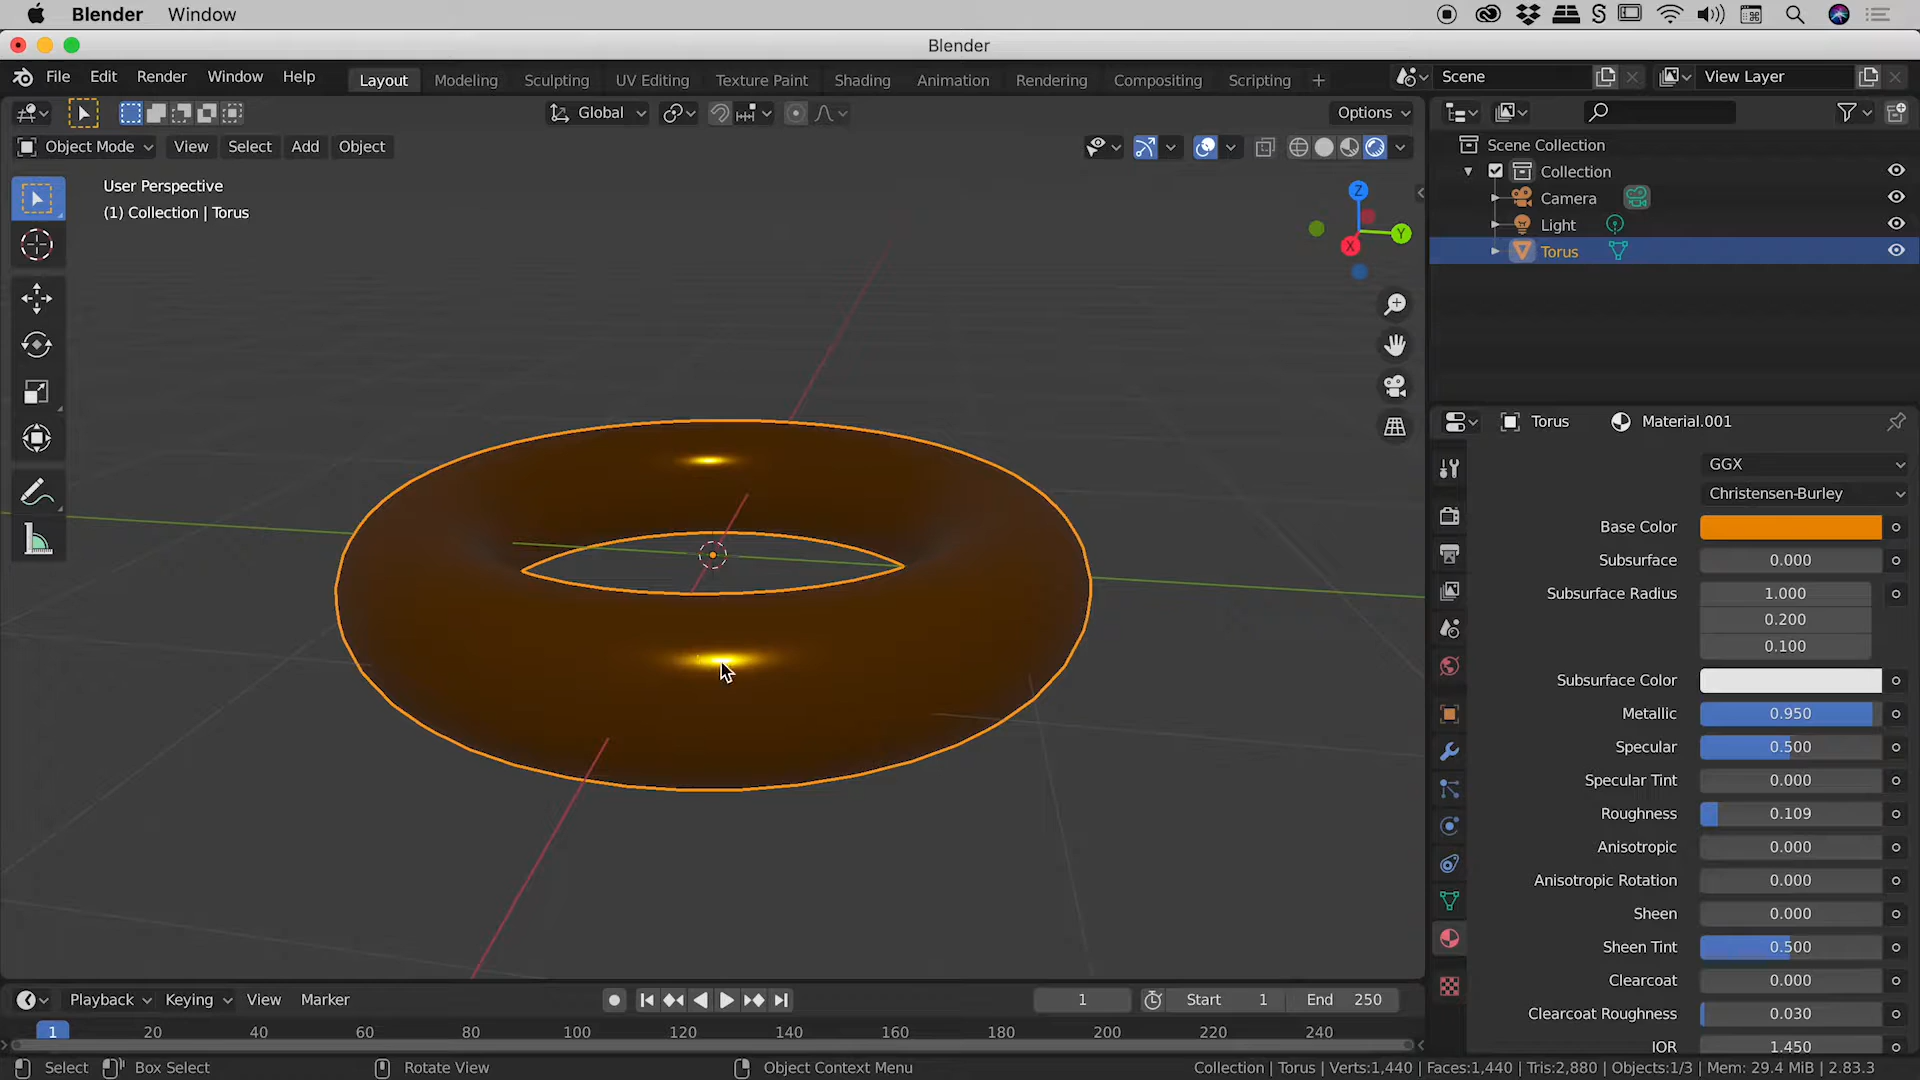 Blender Window
Blender
File Edit Render Window Help Layout Modeling Sculpting UV Editing Texture Paint Shading Animation Rendering Compositing Scripting + Scene View Layer
Global Options
Object Mode View Select Add Object
User Perspective
(1) Collection | Torus
Z
Y
X
Scene Collection
Collection
Camera
Light
Torus
Torus Material.001
GGX
Christensen-Burley
Base Color
Subsurface 0.000
Subsurface Radius 1.000
0.200
0.100
Subsurface Color
Metallic 0.950
Specular 0.500
Specular Tint 0.000
Roughness 0.109
Anisotropic 0.000
Anisotropic Rotation 0.000
Sheen 0.000
Sheen Tint 0.500
Clearcoat 0.000
Clearcoat Roughness 0.030
IOR 1.450
Playback Keying View Marker 1 Start 1 End 250
1 20 40 60 80 100 120 140 160 180 200 220 240
Select Box Select Rotate View Object Context Menu Collection | Torus | Verts:1,440 | Faces:1,440 | Tris:2,880 | Objects:1/3 | Mem: 29.4 MiB | 2.83.3